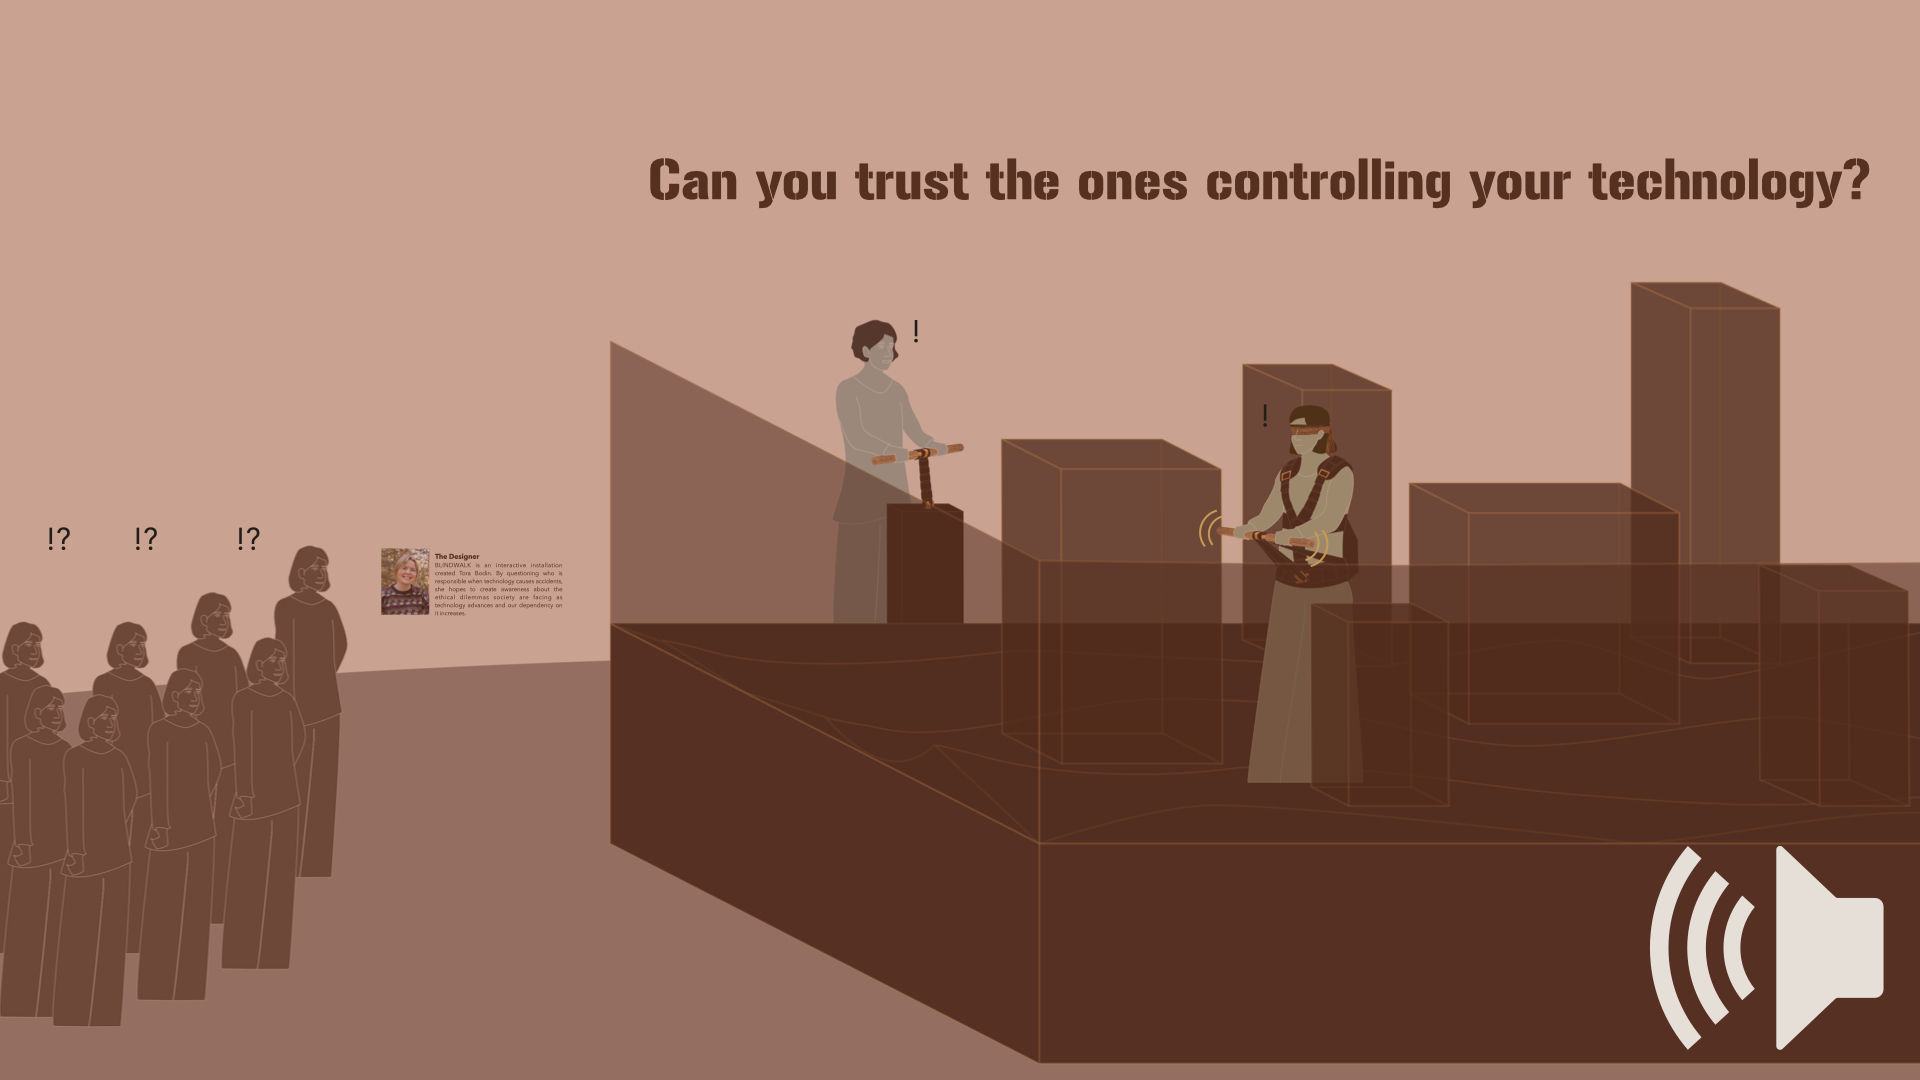 Can you trust the ones controlling your technology?
!
!
!? !? !?
The Designer
BLINDWALK is an interactive installation
created Tora Bodin. By questioning who is
responsible when technology causes accidents,
she hopes to create awareness about the
ethical dilemmas society are facing as
technology advances and our dependency on
it increases.